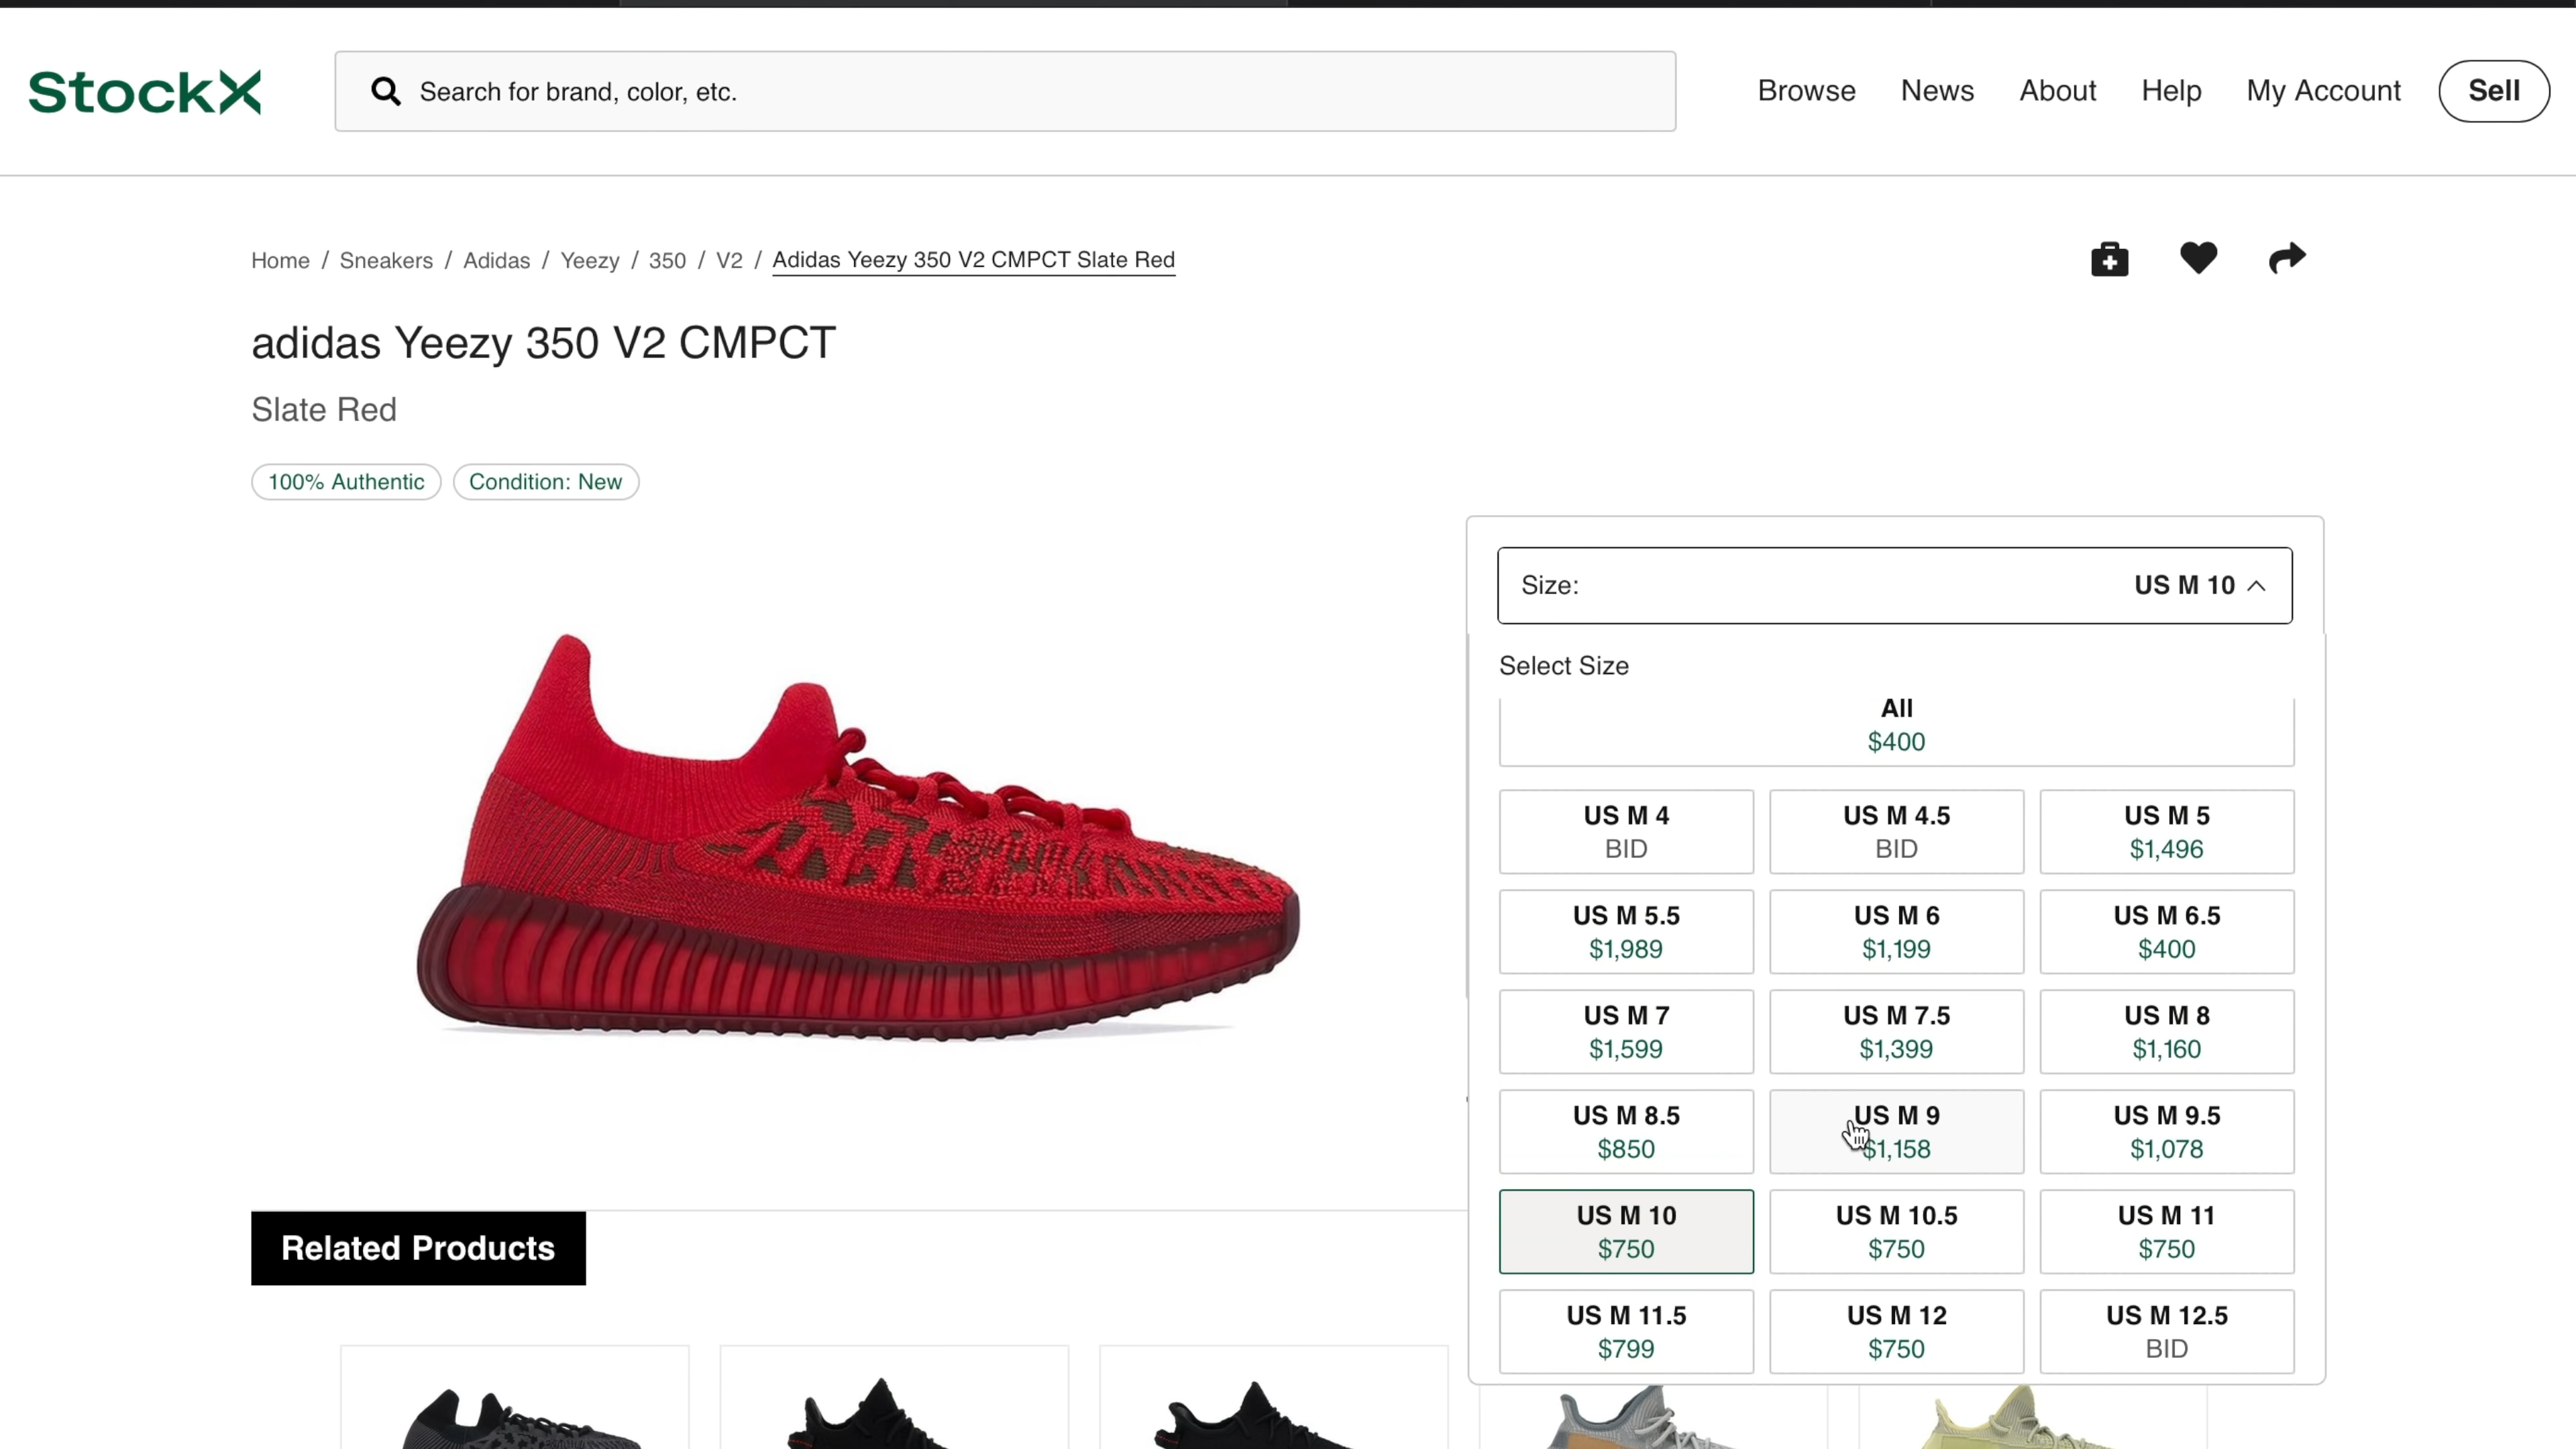 StockX
Search for brand, color, etc.
Browse
News
About
Help
My Account
Sell
Home / Sneakers / Adidas / Yeezy / 350 / V2 / Adidas Yeezy 350 V2 CMPCT Slate Red
adidas Yeezy 350 V2 CMPCT
Slate Red
100% Authentic
Condition: New
Size:
US M 10
Select Size
All
$400
US M 4
BID
US M 4.5
BID
US M 5
$1,496
US M 5.5
$1,989
US M 6
$1,199
US M 6.5
$400
US M 7
$1,599
US M 7.5
$1,399
US M 8
$1,160
US M 8.5
$850
US M 9
$1,158
US M 9.5
$1,078
US M 10
$750
US M 10.5
$750
US M 11
$750
US M 11.5
$799
US M 12
$750
US M 12.5
BID
Related Products